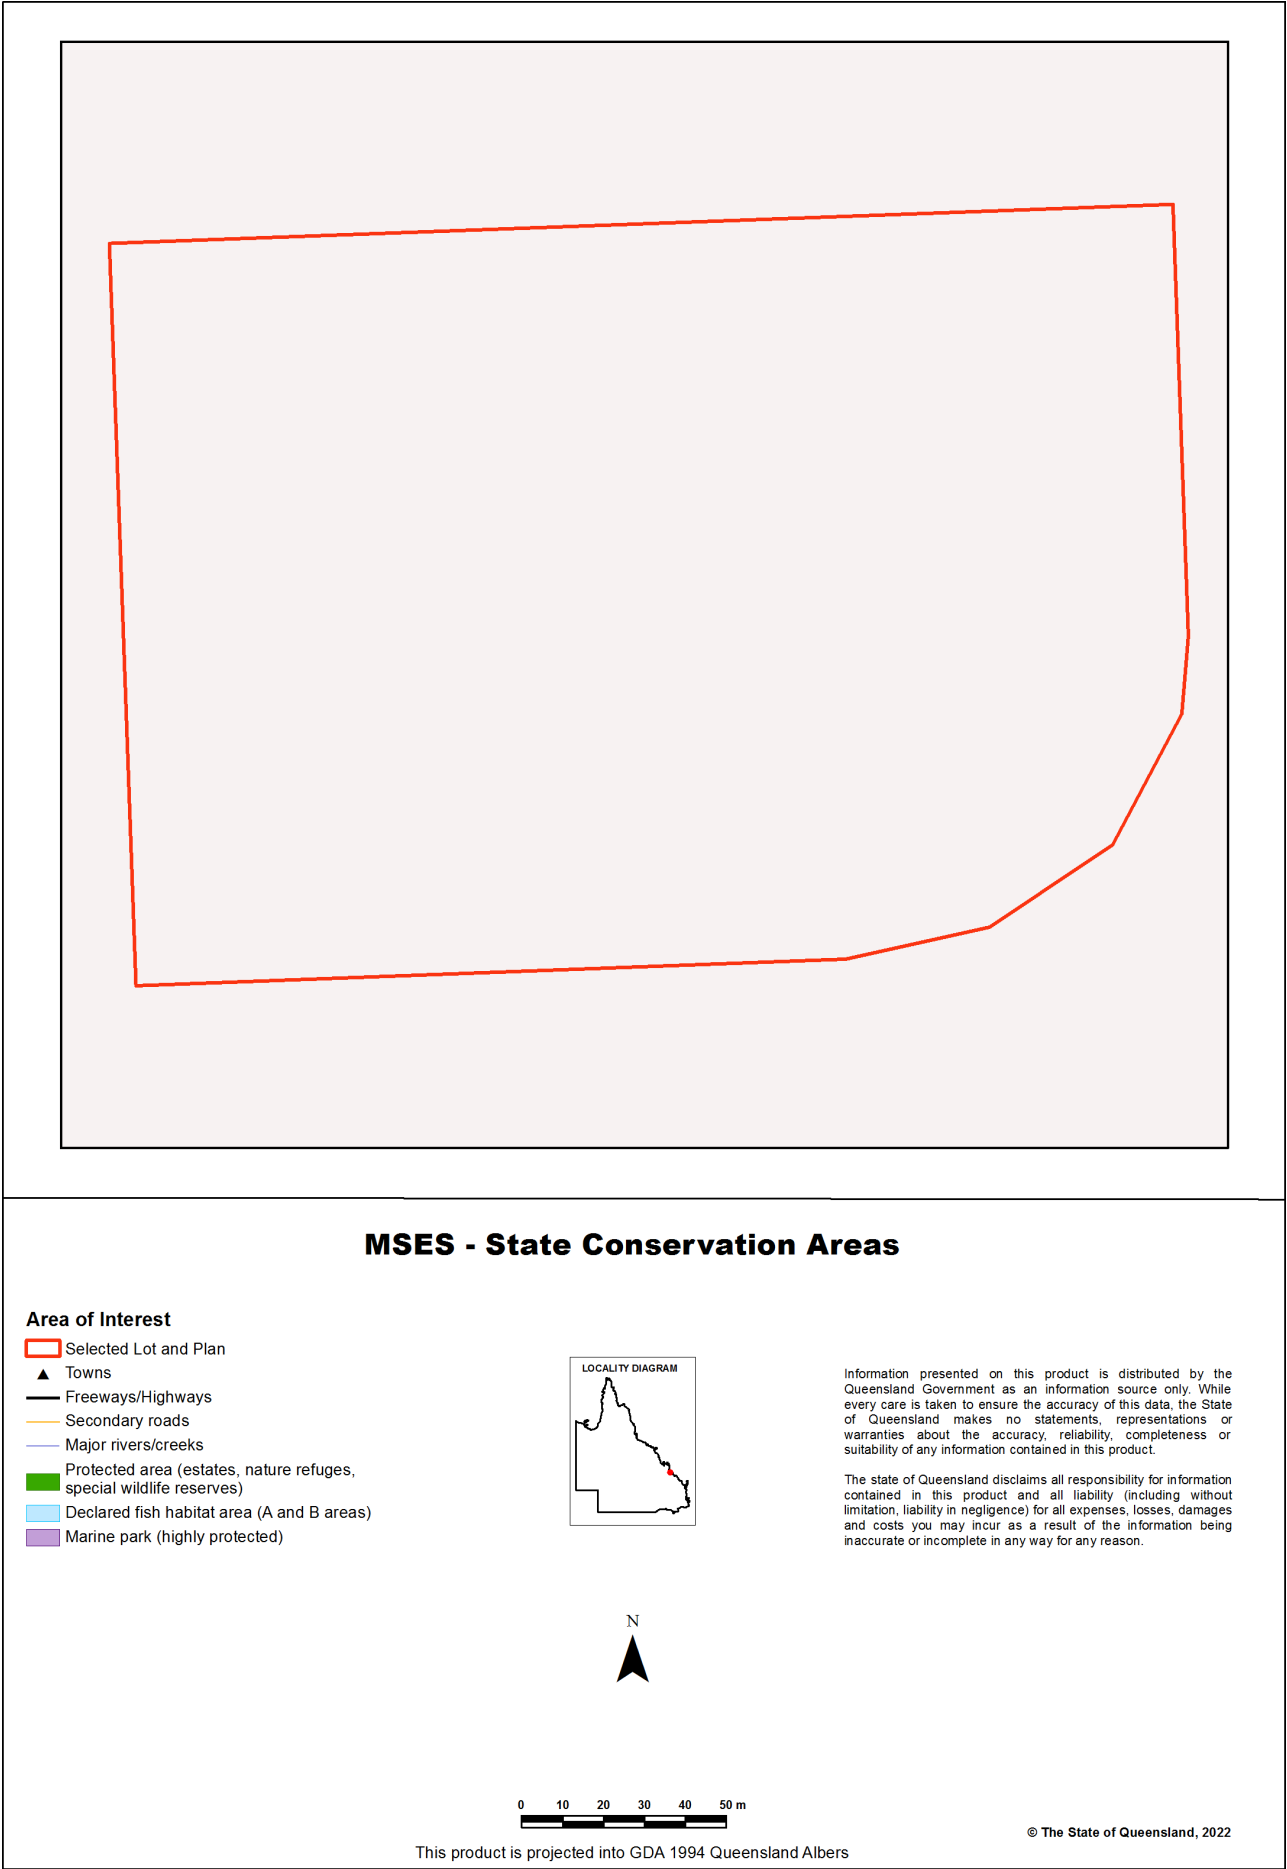 MSES - State Conservation Areas
Area of Interest
Selected Lot and Plan
Towns
Freeways/Highways
Secondary roads
Major rivers/creeks
Protected area (estates, nature refuges,
special wildlife reserves)
Declared fish habitat area (A and B areas)
Marine park (highly protected)
LOCALITY DIAGRAM
Information presented on this product is distributed by the
Queensland Government as an information source only. While
every care is taken to ensure the accuracy of this data, the State
of Queensland makes no statements, representations or
warranties about the accuracy, reliability, completeness or
suitability of any information contained in this product.
The state of Queensland disclaims all responsibility for information
contained in this product and all liability (including without
limitation, liability in negligence) for all expenses, losses, damages
and costs you may incur as a result of the information being
inaccurate or incomplete in any way for any reason.
N
0 10 20 30 40 50 m
This product is projected into GDA 1994 Queensland Albers
© The State of Queensland, 2022